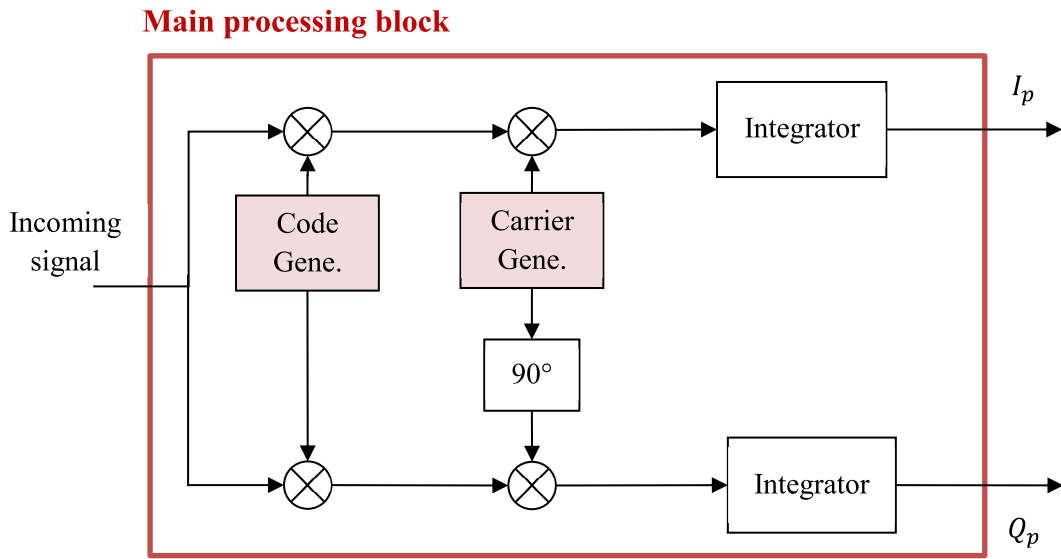 Main processing block
I_p
Integrator
Code
Gene.
Carrier
Gene.
Incoming
signal
90°
Integrator
Q_p